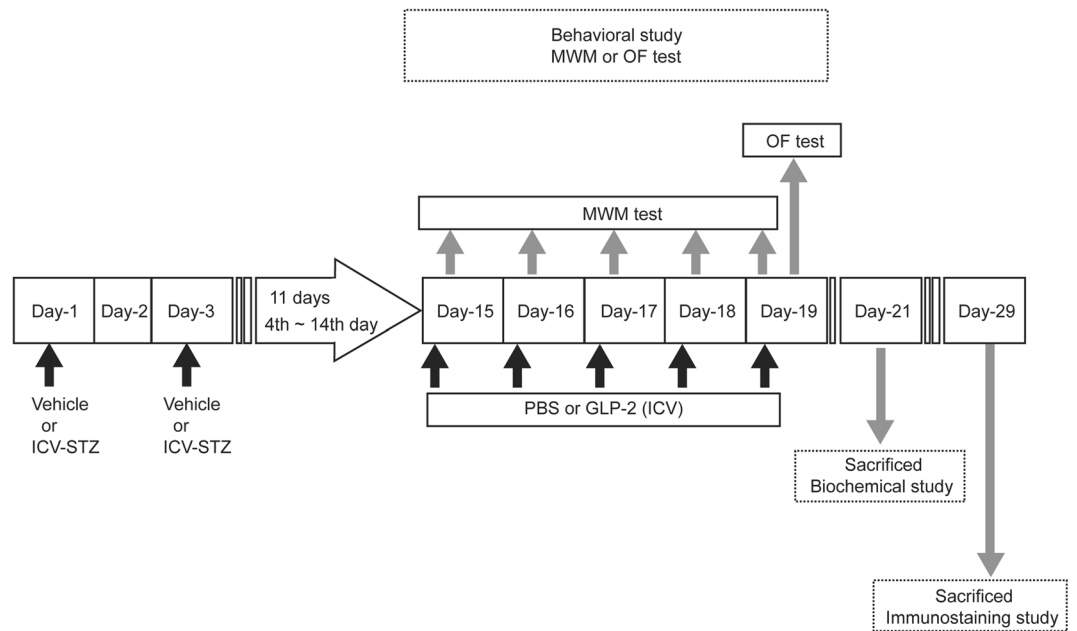 Behavioral study
MWM or OF test
OF test
MWM test
Day-1
Day-2
Day-3
11 days
4th ~ 14th day
Day-15
Day-16
Day-17
Day-18
Day-19
Day-21
Day-29
Vehicle
or
ICV-STZ
Vehicle
or
ICV-STZ
PBS or GLP-2 (ICV)
Sacrificed
Biochemical study
Sacrificed
Immunostaining study